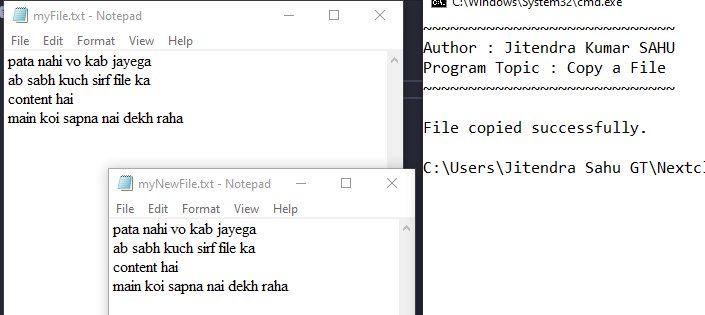 myFile.txt - Notepad
File Edit Format View Help
pata nahi vo kab jayega
ab sabh kuch sirf file ka
content hai
main koi sapna nai dekh raha
myNewFile.txt - Notepad
File Edit Format View Help
pata nahi vo kab jayega
ab sabh kuch sirf file ka
content hai
main koi sapna nai dekh raha
C:\Windows\System32\cmd.exe
~~~~~~~~~~~~~~~~~~~~~~~~~~~~
Author : Jitendra Kumar SAHU
Program Topic : Copy a File
~~~~~~~~~~~~~~~~~~~~~~~~~~~~
File copied successfully.
C:\Users\Jitendra Sahu GT\Nextcl